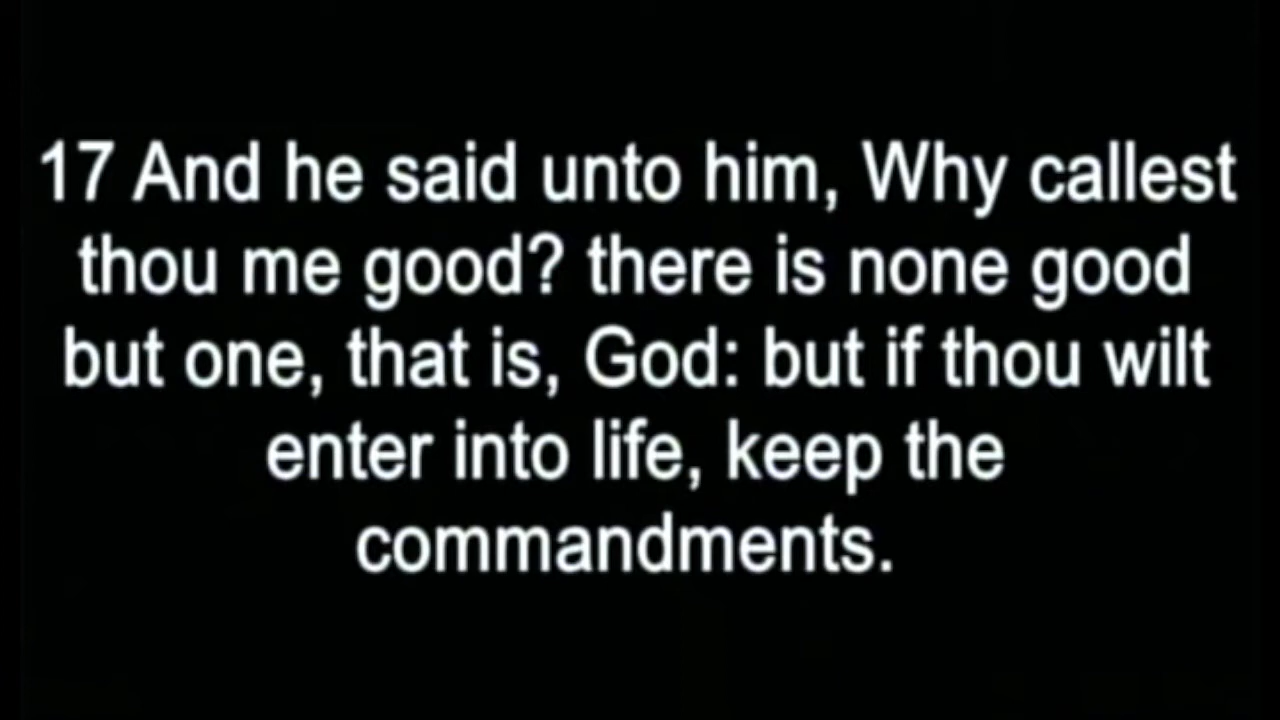 17 And he said unto him, Why callest
thou me good? there is none good
but one, that is, God: but if thou wilt
enter into life, keep the
commandments.